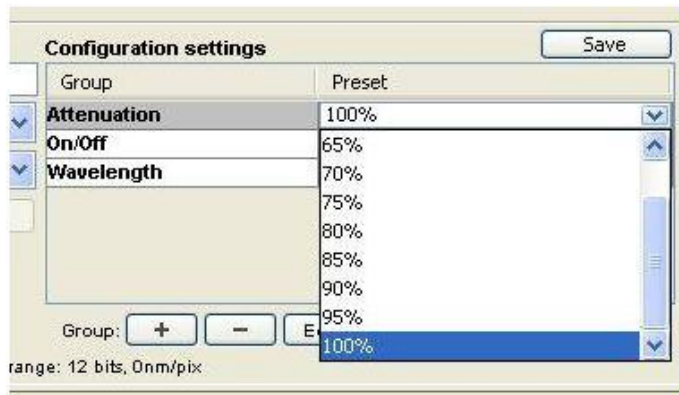 Configuration settings
Save
Group Preset
Attenuation 100%
On/Off
Wavelength
65%
70%
75%
80%
85%
90%
95%
100%
Group: + −
range: 12 bits, 0nm/pix